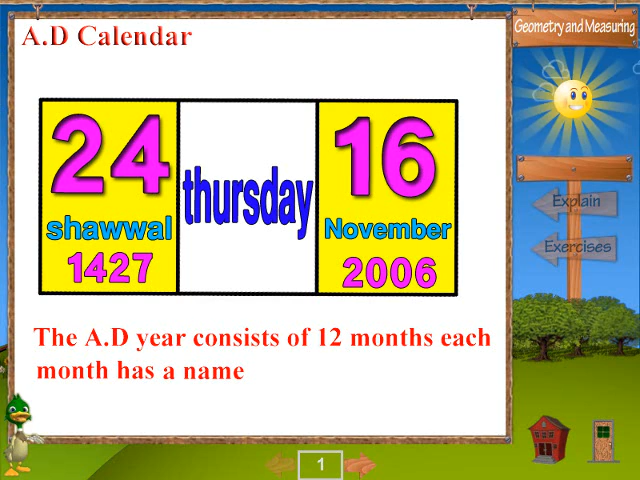 A.D Calendar
Geometry and Measuring
24
shawwal
1427
thursday
16
November
2006
Explain
Exercises
The A.D year consists of 12 months each
month has a name
1